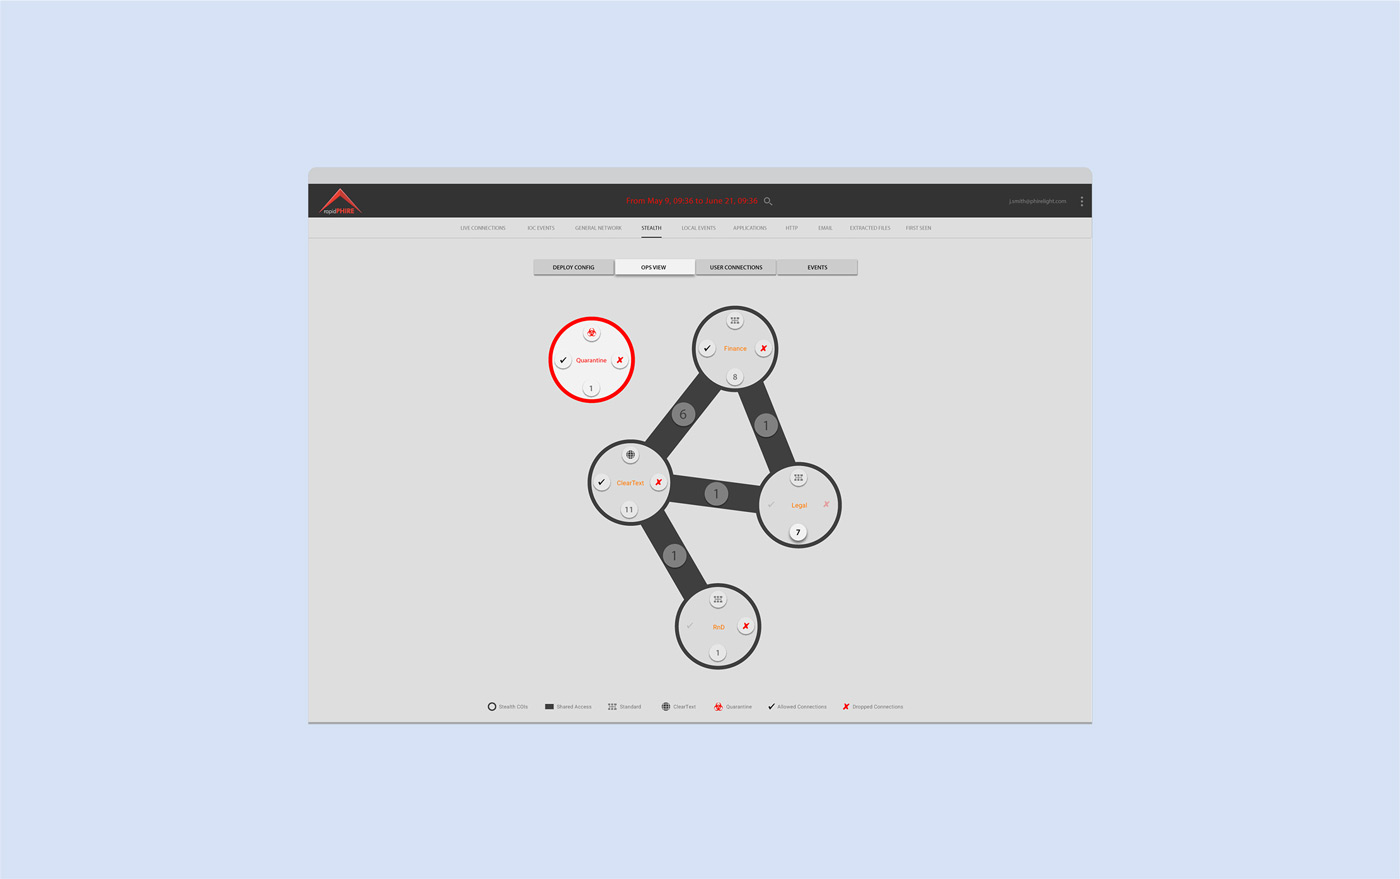 From May 9, 09:36 to June 21, 09:36
j.smith@phirelight.com
rapidPHIRE
LIVE CONNECTIONS IOC EVENTS GENERAL NETWORK STEALTH LOCAL EVENTS APPLICATIONS HTTP EMAIL EXTRACTED FILES FIRST SEEN
DEPLOY CONFIG OPS VIEW USER CONNECTIONS EVENTS
Quarantine
1
Finance
8
6
1
ClearText
11
1
Legal
7
1
RnD
1
Stealth COIs Shared Access Standard ClearText Quarantine Allowed Connections Dropped Connections